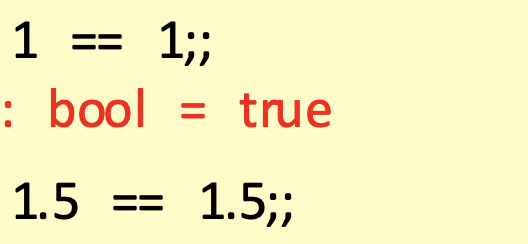 1 == 1;;
: bool = true
1.5 == 1.5;;